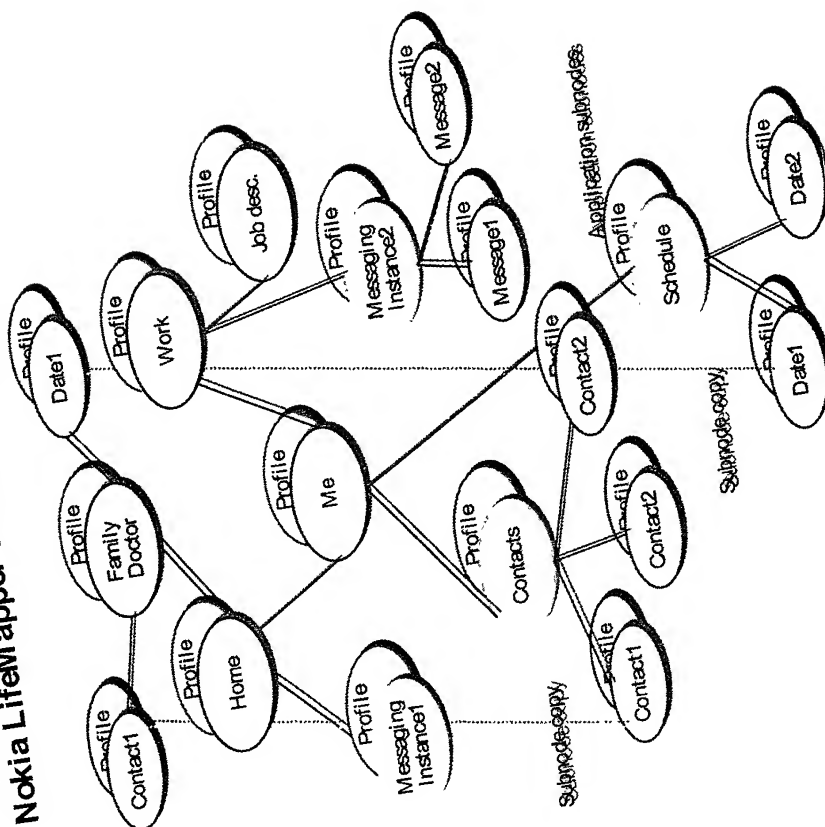 Nokia LifeMapper
Profile
Contact1
Profile
Family
Doctor
Profile
Date1
Profile
Home
Profile
Work
Profile
Job desc.
Profile
Messaging
Instance1
Profile
Me
Profile
Messaging
Instance2
Profile
Message1
Profile
Message2
Profile
Contacts
Profile
Contact1
Profile
Contact2
Profile
Contact2
Profile
Schedule
Profile
Date1
Profile
Date2
Subnode copy
Subnode copy
Application subnodes